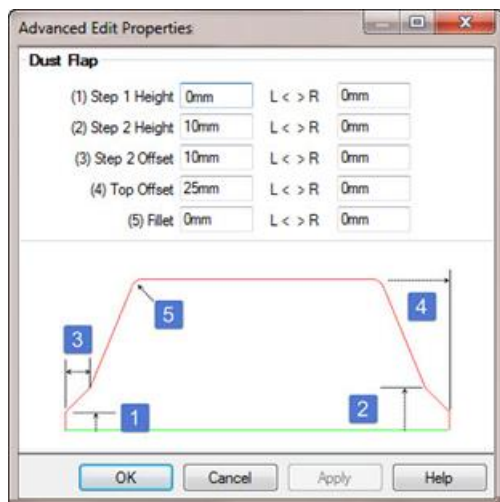 Advanced Edit Properties
Dust Flap
(1) Step 1 Height 0mm L < > R 0mm
(2) Step 2 Height 10mm L < > R 0mm
(3) Step 2 Offset 10mm L < > R 0mm
(4) Top Offset 25mm L < > R 0mm
(5) Fillet 0mm L < > R 0mm
5
4
3
2
1
OK Cancel Apply Help